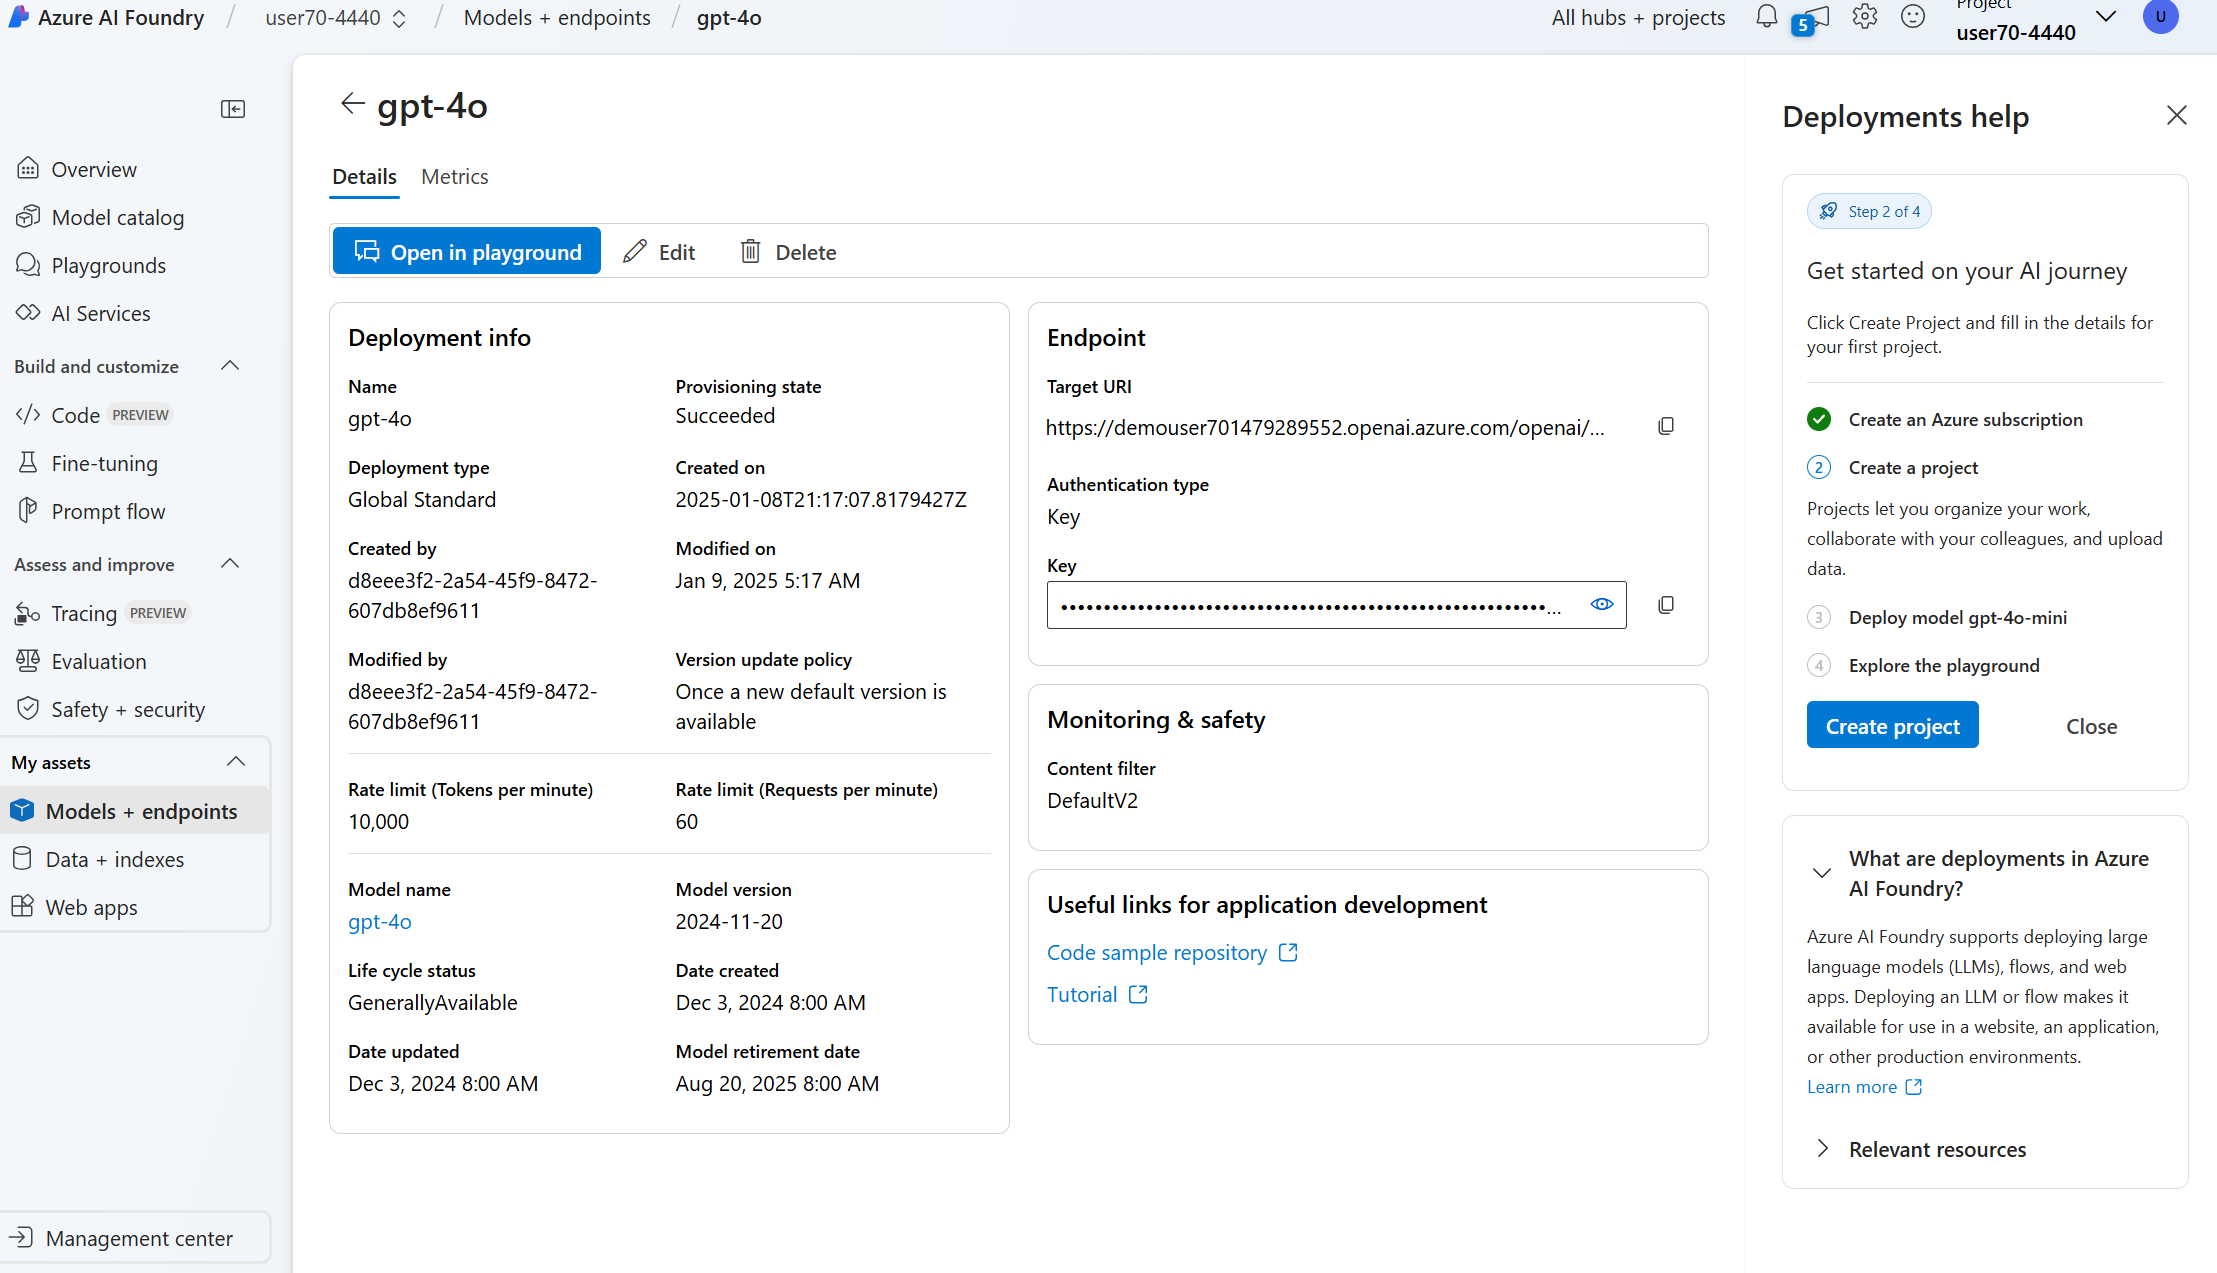 Azure AI Foundry / user70-4440 / Models + endpoints / gpt-4o
All hubs + projects
5
Project
user70-4440
U
Overview
Model catalog
Playgrounds
AI Services
Build and customize
Code PREVIEW
Fine-tuning
Prompt flow
Assess and improve
Tracing PREVIEW
Evaluation
Safety + security
My assets
Models + endpoints
Data + indexes
Web apps
Management center
gpt-4o
Details Metrics
Open in playground Edit Delete
Deployment info
Name
gpt-4o
Provisioning state
Succeeded
Deployment type
Global Standard
Created on
2025-01-08T21:17:07.8179427Z
Created by
d8eee3f2-2a54-45f9-8472-
607db8ef9611
Modified on
Jan 9, 2025 5:17 AM
Modified by
d8eee3f2-2a54-45f9-8472-
607db8ef9611
Version update policy
Once a new default version is
available
Rate limit (Tokens per minute)
10,000
Rate limit (Requests per minute)
60
Model name
gpt-4o
Model version
2024-11-20
Life cycle status
GenerallyAvailable
Date created
Dec 3, 2024 8:00 AM
Date updated
Dec 3, 2024 8:00 AM
Model retirement date
Aug 20, 2025 8:00 AM
Endpoint
Target URI
https://demouser701479289552.openai.azure.com/openai/...
Authentication type
Key
Key
••••••••••••••••••••••••••••••••••••••••••••••••••••••••••...
Monitoring & safety
Content filter
DefaultV2
Useful links for application development
Code sample repository
Tutorial
Deployments help
Step 2 of 4
Get started on your AI journey
Click Create Project and fill in the details for
your first project.
Create an Azure subscription
2 Create a project
Projects let you organize your work,
collaborate with your colleagues, and upload
data.
3 Deploy model gpt-4o-mini
4 Explore the playground
Create project Close
What are deployments in Azure
AI Foundry?
Azure AI Foundry supports deploying large
language models (LLMs), flows, and web
apps. Deploying an LLM or flow makes it
available for use in a website, an application,
or other production environments.
Learn more
Relevant resources